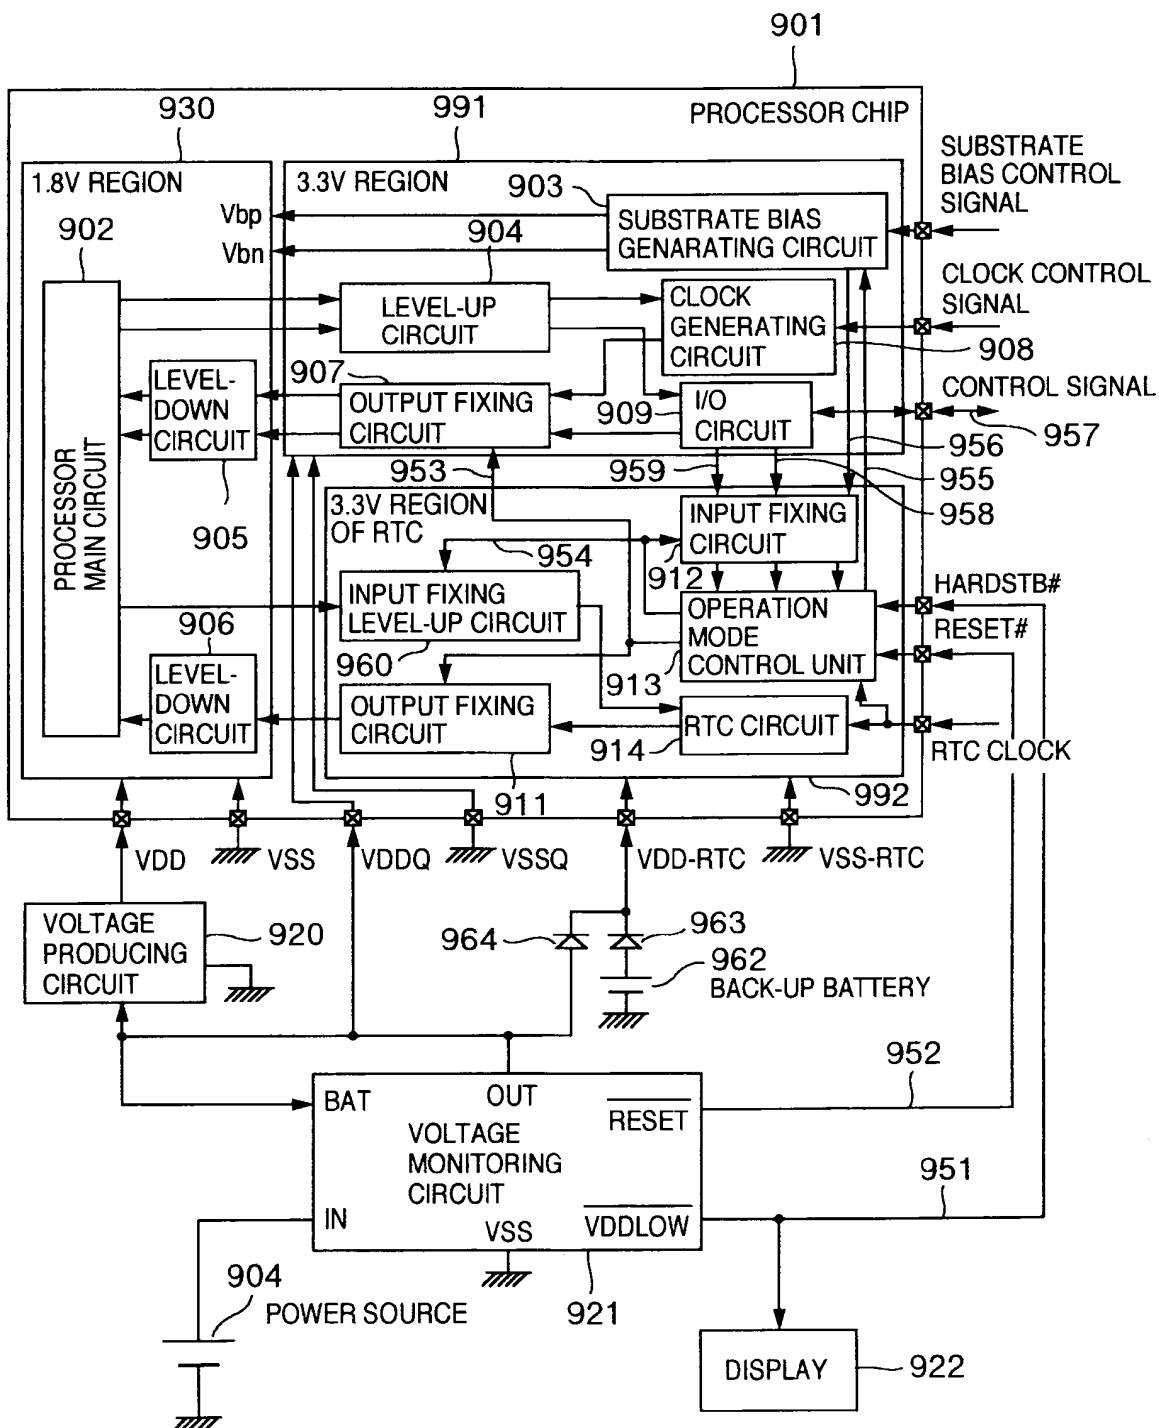 901
930
991
PROCESSOR CHIP
1.8V REGION
3.3V REGION
903
SUBSTRATE BIAS CONTROL SIGNAL
Vbp
Vbn
902
904
SUBSTRATE BIAS
GENARATING CIRCUIT
LEVEL-UP
CIRCUIT
CLOCK
GENERATING
CIRCUIT
CLOCK CONTROL
SIGNAL
908
PROCESSOR
MAIN CIRCUIT
LEVEL-
DOWN
CIRCUIT
907
OUTPUT FIXING
CIRCUIT
909
I/O
CIRCUIT
CONTROL SIGNAL
957
956
955
958
905
953
959
3.3V REGION
OF RTC
954
INPUT FIXING
CIRCUIT
912
906
INPUT FIXING
LEVEL-UP CIRCUIT
960
OPERATION
MODE
CONTROL UNIT
913
HARDSTB#
RESET#
LEVEL-
DOWN
CIRCUIT
OUTPUT FIXING
CIRCUIT
911
RTC CIRCUIT
914
RTC CLOCK
992
VDD
VSS
VDDQ
VSSQ
VDD-RTC
VSS-RTC
VOLTAGE
PRODUCING
CIRCUIT
920
964
963
962
BACK-UP BATTERY
952
BAT
OUT
RESET
VOLTAGE
MONITORING
CIRCUIT
951
IN
VSS
VDDLOW
904
POWER SOURCE
921
DISPLAY
922